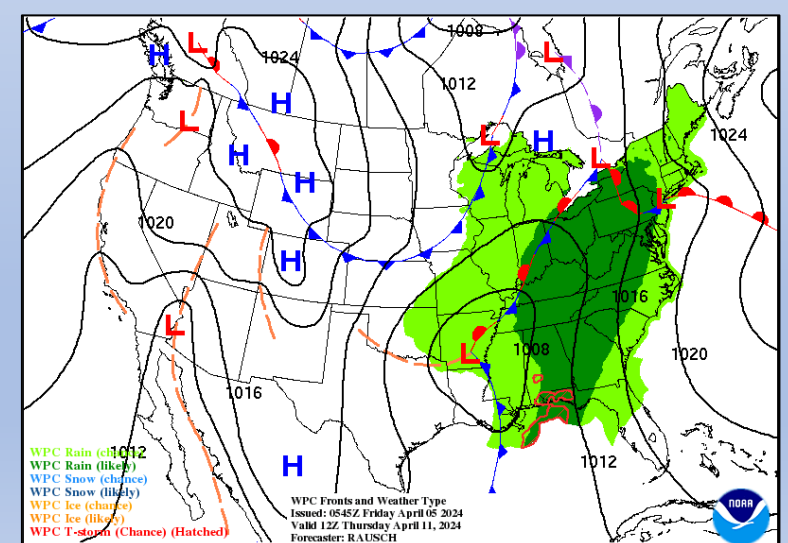 1008
L
H
L
1024
1012
H
L
L
H
1024
H
L
H
L
1020
H
1016
L
1008
L
1020
1016
1012
WPC Rain (chance)
1012
WPC Rain (likely)
WPC Snow (chance)
H
WPC Snow (likely)
WPC Ice (chance)
WPC Ice (likely)
WPC T-storm (Chance) (Hatched)
WPC Fronts and Weather Type
Issued: 0545Z Friday April 05 2024
Valid 12Z Thursday April 11, 2024
Forecaster: RAUSCH
NOAA